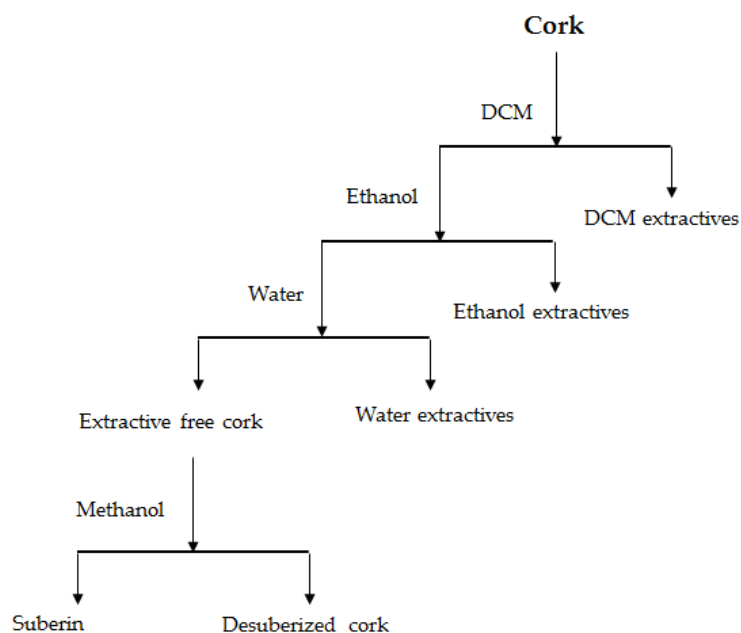 Cork
DCM
Ethanol
DCM extractives
Water
Ethanol extractives
Extractive free cork
Water extractives
Methanol
Suberin
Desuberized cork